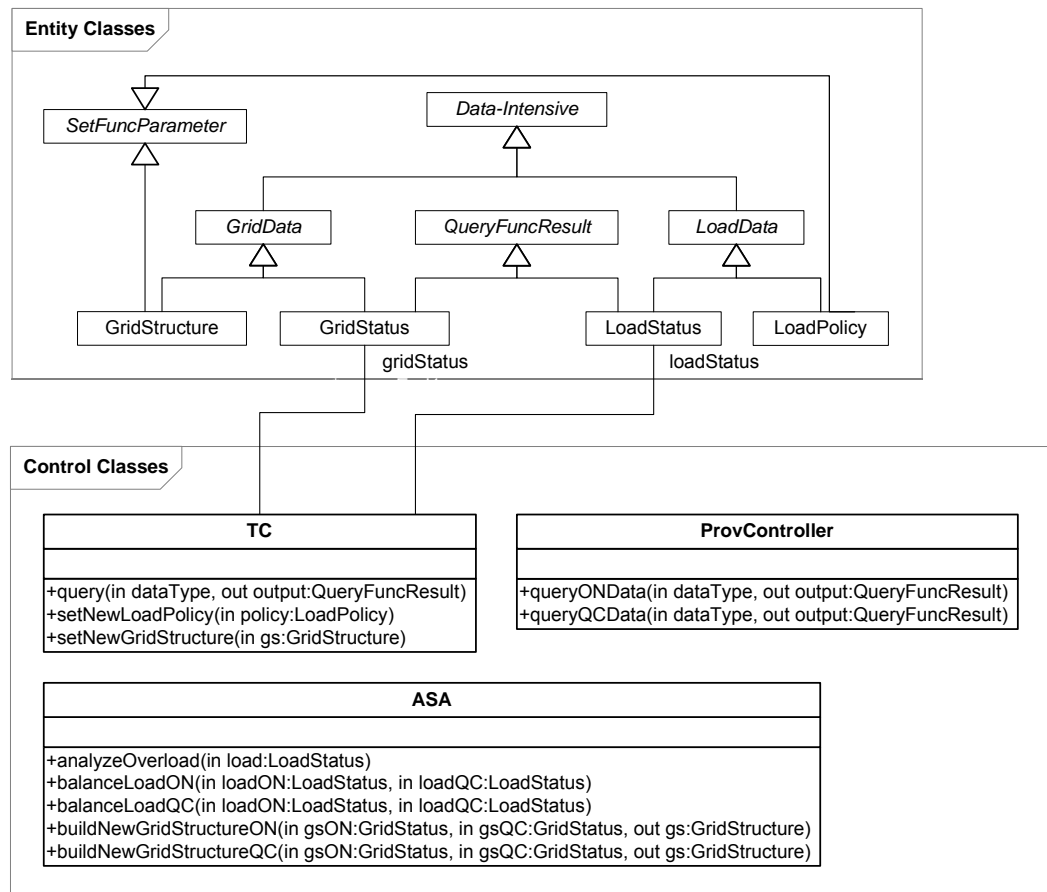 Entity Classes
Data-Intensive
SetFuncParameter
GridData
QueryFuncResult
LoadData
GridStructure
GridStatus
LoadStatus
LoadPolicy
gridStatus
loadStatus
Control Classes
TC
+query(in dataType, out output:QueryFuncResult)
+setNewLoadPolicy(in policy:LoadPolicy)
+setNewGridStructure(in gs:GridStructure)
ProvController
+queryONData(in dataType, out output:QueryFuncResult)
+queryQCData(in dataType, out output:QueryFuncResult)
ASA
+analyzeOverload(in load:LoadStatus)
+balanceLoadON(in loadON:LoadStatus, in loadQC:LoadStatus)
+balanceLoadQC(in loadON:LoadStatus, in loadQC:LoadStatus)
+buildNewGridStructureON(in gsON:GridStatus, in gsQC:GridStatus, out gs:GridStructure)
+buildNewGridStructureQC(in gsON:GridStatus, in gsQC:GridStatus, out gs:GridStructure)